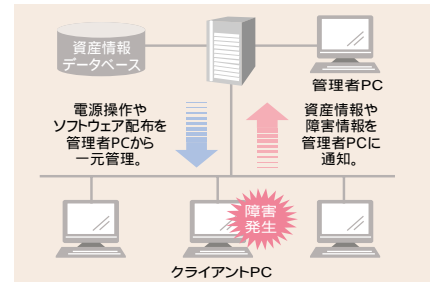 資産情報
データベース
管理者PC
電源操作や
ソフトウェア配布を
管理者PCから
一元管理。
資産情報や
障害情報を
管理者PCに
通知。
障害
発生
クライアントPC